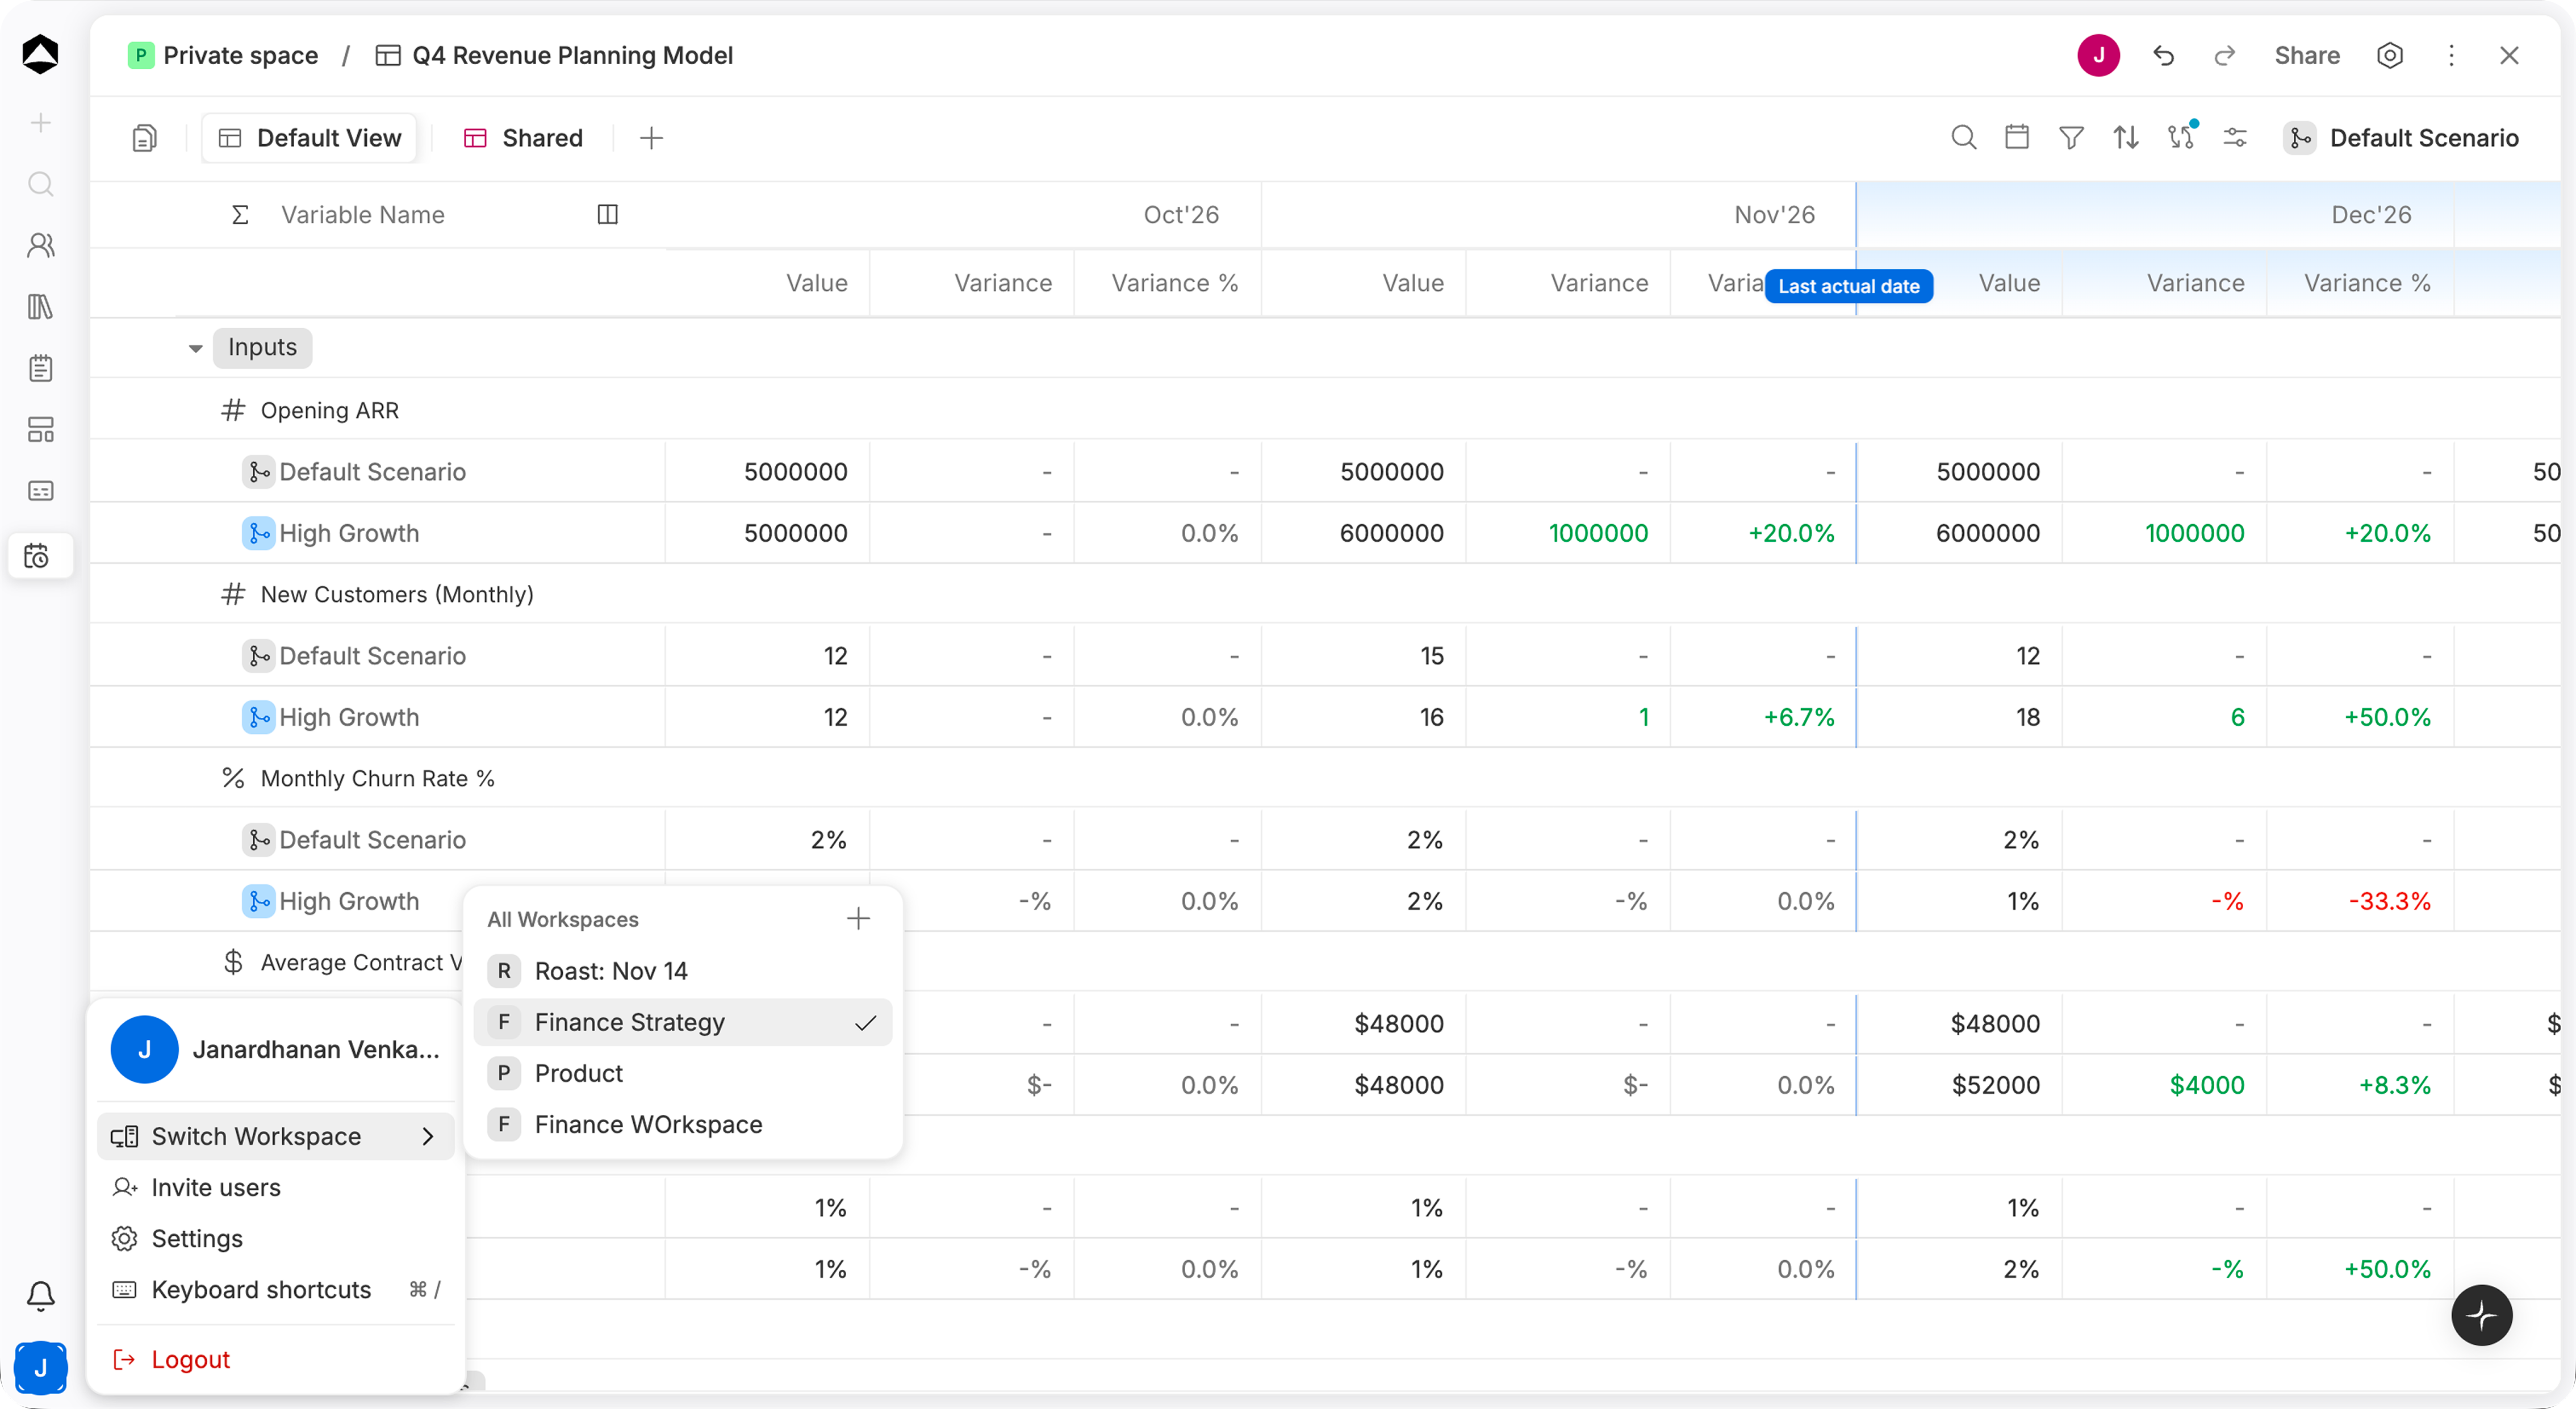 P Private space / Q4 Revenue Planning Model J Share
Default View Shared Default Scenario
Σ Variable Name Oct'26 Nov'26 Dec'26
Value Variance Variance % Value Variance Varia Last actual date Value Variance Variance %
Inputs
# Opening ARR
Default Scenario 5000000 - - 5000000 - - 5000000 - - 50
High Growth 5000000 - 0.0% 6000000 1000000 +20.0% 6000000 1000000 +20.0% 50
# New Customers (Monthly)
Default Scenario 12 - - 15 - - 12 - -
High Growth 12 - 0.0% 16 1 +6.7% 18 6 +50.0%
% Monthly Churn Rate %
Default Scenario 2% - - 2% - - 2% - -
High Growth -% 0.0% 2% -% 0.0% 1% -% -33.3%
$ Average Contract V
- - $48000 - - $48000 - - $
$- 0.0% $48000 $- 0.0% $52000 $4000 +8.3% $
1% - - 1% - - 1% - -
1% -% 0.0% 1% -% 0.0% 2% -% +50.0%
All Workspaces
R Roast: Nov 14
F Finance Strategy
P Product
F Finance WOrkspace
J Janardhanan Venka...
Switch Workspace
Invite users
Settings
Keyboard shortcuts ⌘ /
Logout
J